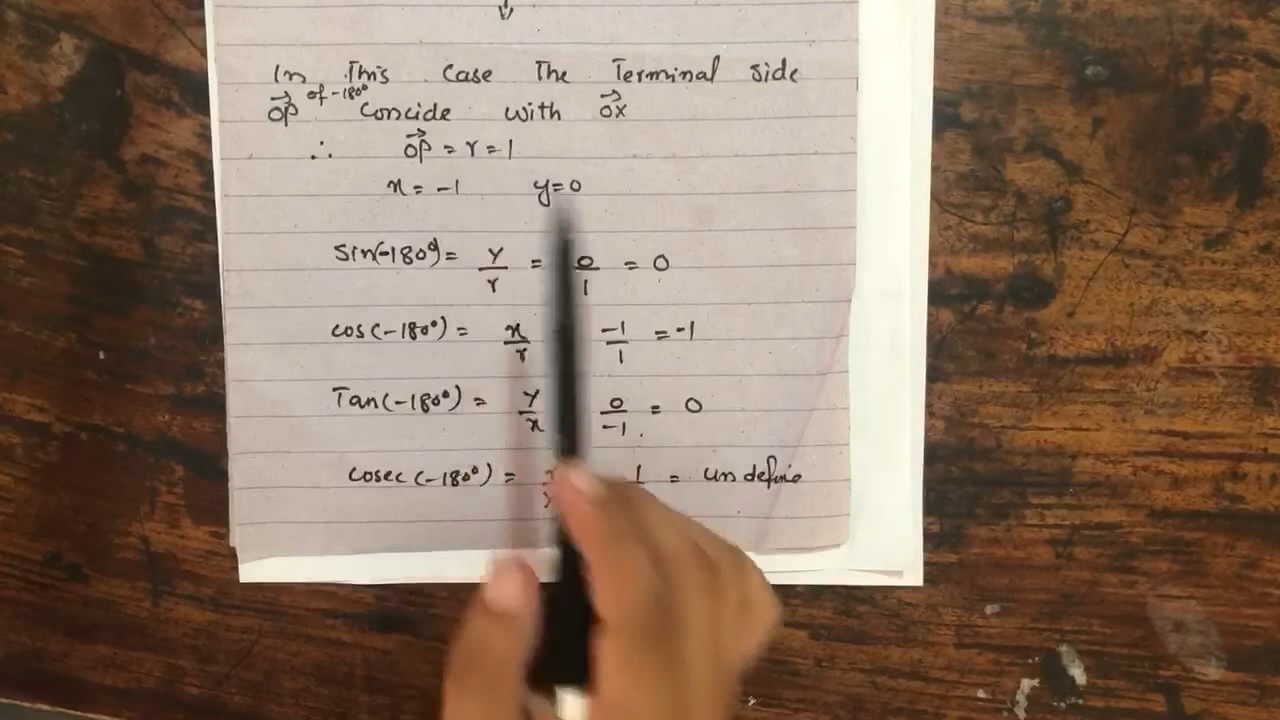 In This Case The Terminal side
OP of -180° Concide with OX
∴ OP = r = 1
x = -1 y = 0
Sin(-180°) = y/r = 0/1 = 0
Cos(-180°) = x/r -1/1 = -1
Tan(-180°) = y/x 0/-1 = 0
Cosec(-180°) = 1 = undefine